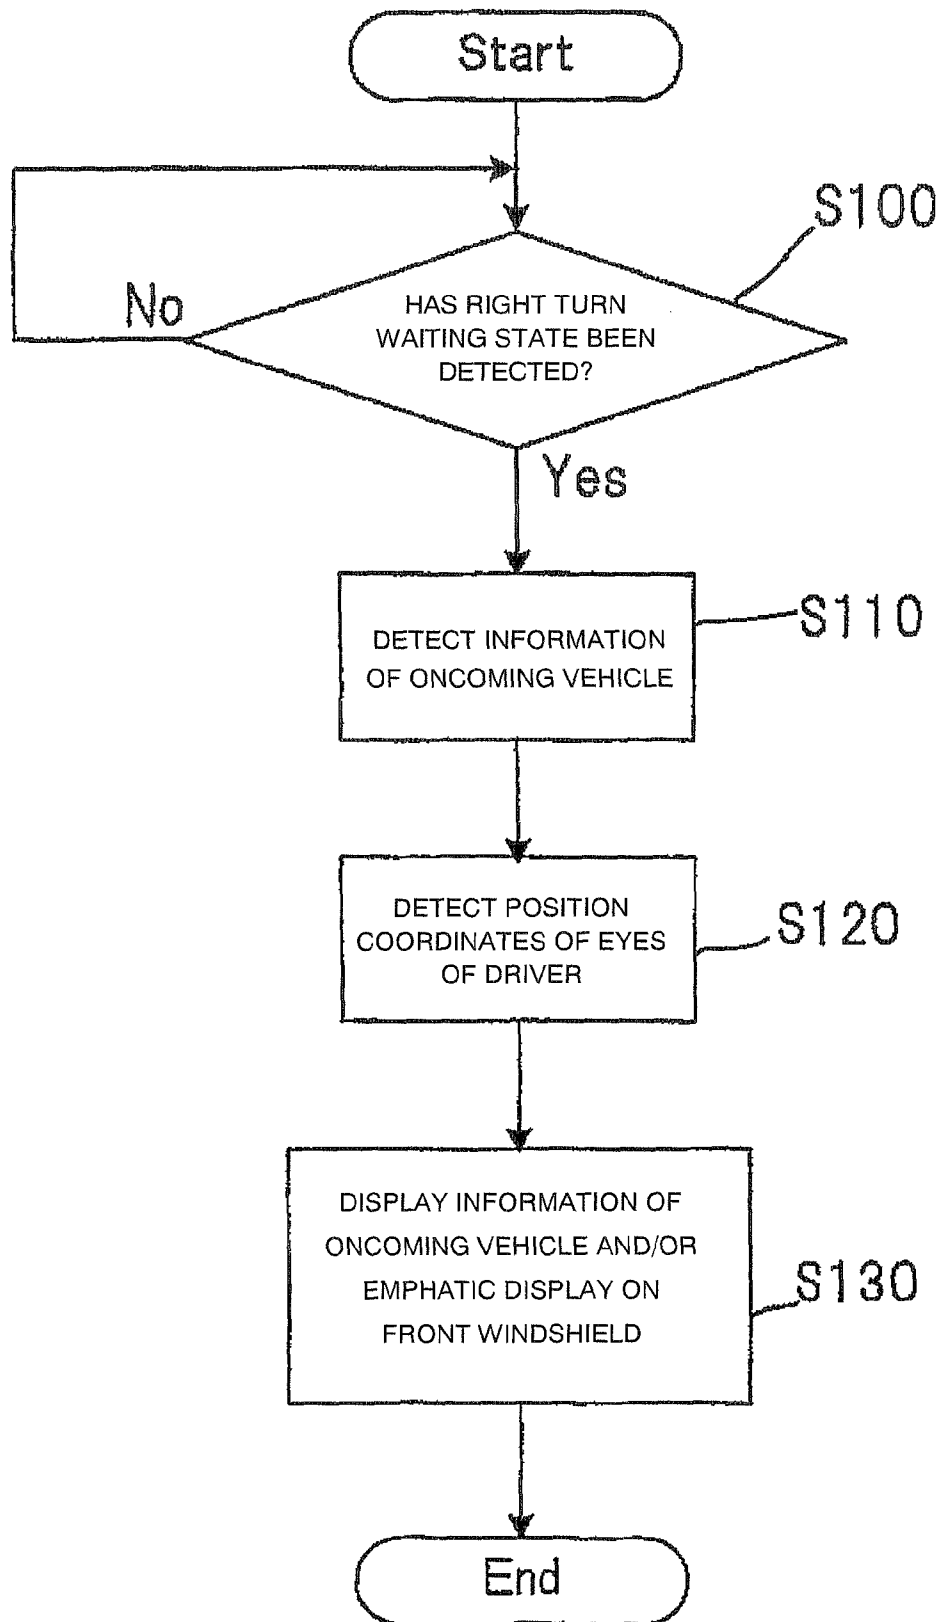 Start
S100
No
HAS RIGHT TURN
WAITING STATE BEEN
DETECTED?
Yes
S110
DETECT INFORMATION
OF ONCOMING VEHICLE
S120
DETECT POSITION
COORDINATES OF EYES
OF DRIVER
DISPLAY INFORMATION OF
ONCOMING VEHICLE AND/OR
EMPHATIC DISPLAY ON
FRONT WINDSHIELD
S130
End